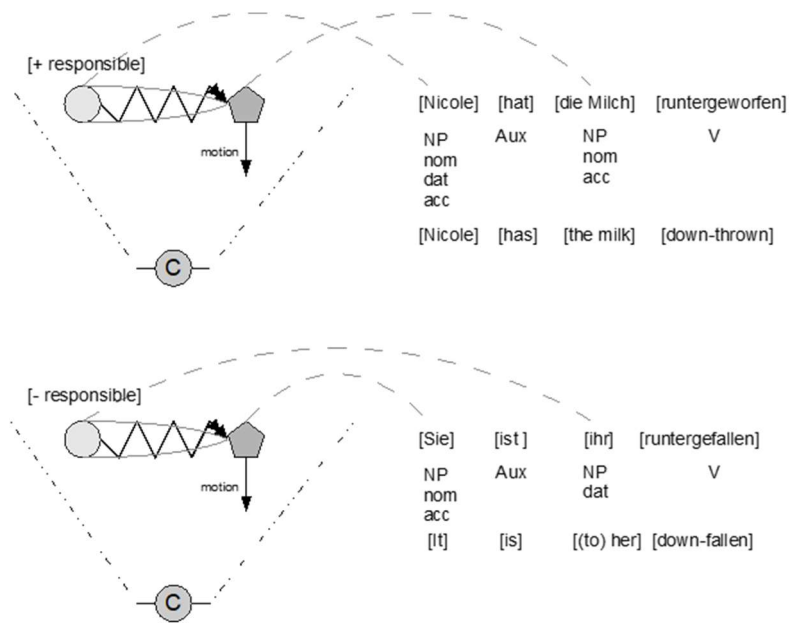 [+ responsible]
motion
C
[Nicole] [hat] [die Milch] [runtergeworfen]
NP Aux NP V
nom nom
dat acc
acc
[Nicole] [has] [the milk] [down-thrown]
[- responsible]
motion
C
[Sie] [ist ] [ihr] [runtergefallen]
NP Aux NP V
nom dat
acc
[It] [is] [(to) her] [down-fallen]